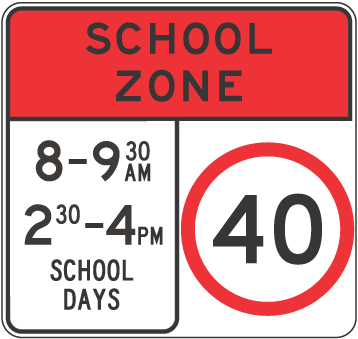 SCHOOL
ZONE
8-9 30 AM
2 30 -4 PM
SCHOOL
DAYS
40